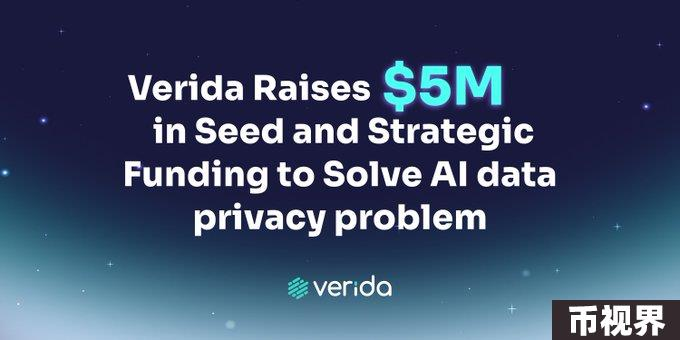 Verida Raises $5M
in Seed and Strategic
Funding to Solve AI data
privacy problem
verida
币视界